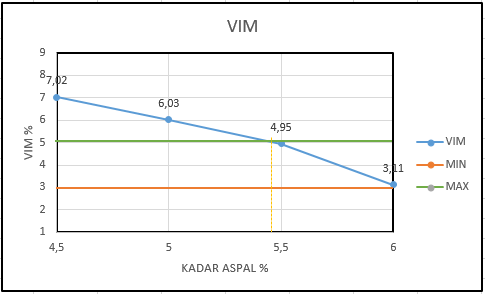 VIM
9
8
7
6
5
4
3
2
1
VIM %
7,02
6,03
4,95
3,11
4,5
5
5,5
6
KADAR ASPAL %
VIM
MIN
MAX